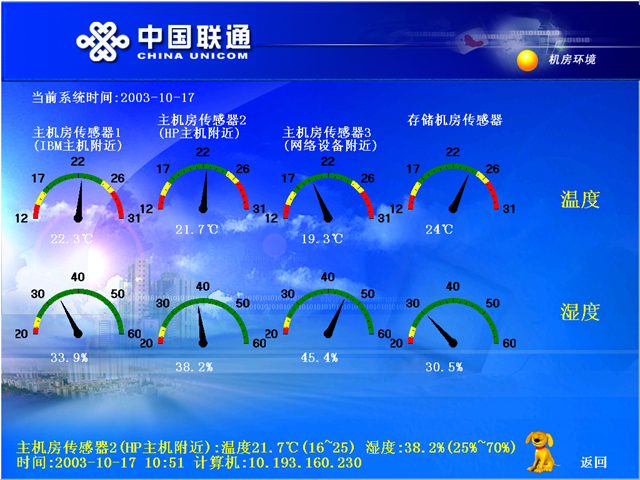 中国联通
CHINA UNICOM
机房环境
当前系统时间:2003-10-17
主机房传感器1
(IBM主机附近)
主机房传感器2
(HP主机附近)
主机房传感器3
(网络设备附近)
存储机房传感器
12 17 22 26 31
12 17 22 26 31
12 17 22 26 31
12 17 22 26 31
温度
22.3℃
21.7℃
19.3℃
24℃
20 30 40 50 60
20 30 40 50 60
20 30 40 50 60
20 30 40 50 60
湿度
33.9%
38.2%
45.4%
30.5%
主机房传感器2(HP主机附近):温度21.7℃(16~25) 湿度:38.2%(25%~70%)
时间:2003-10-17 10:51 计算机:10.193.160.230
返回